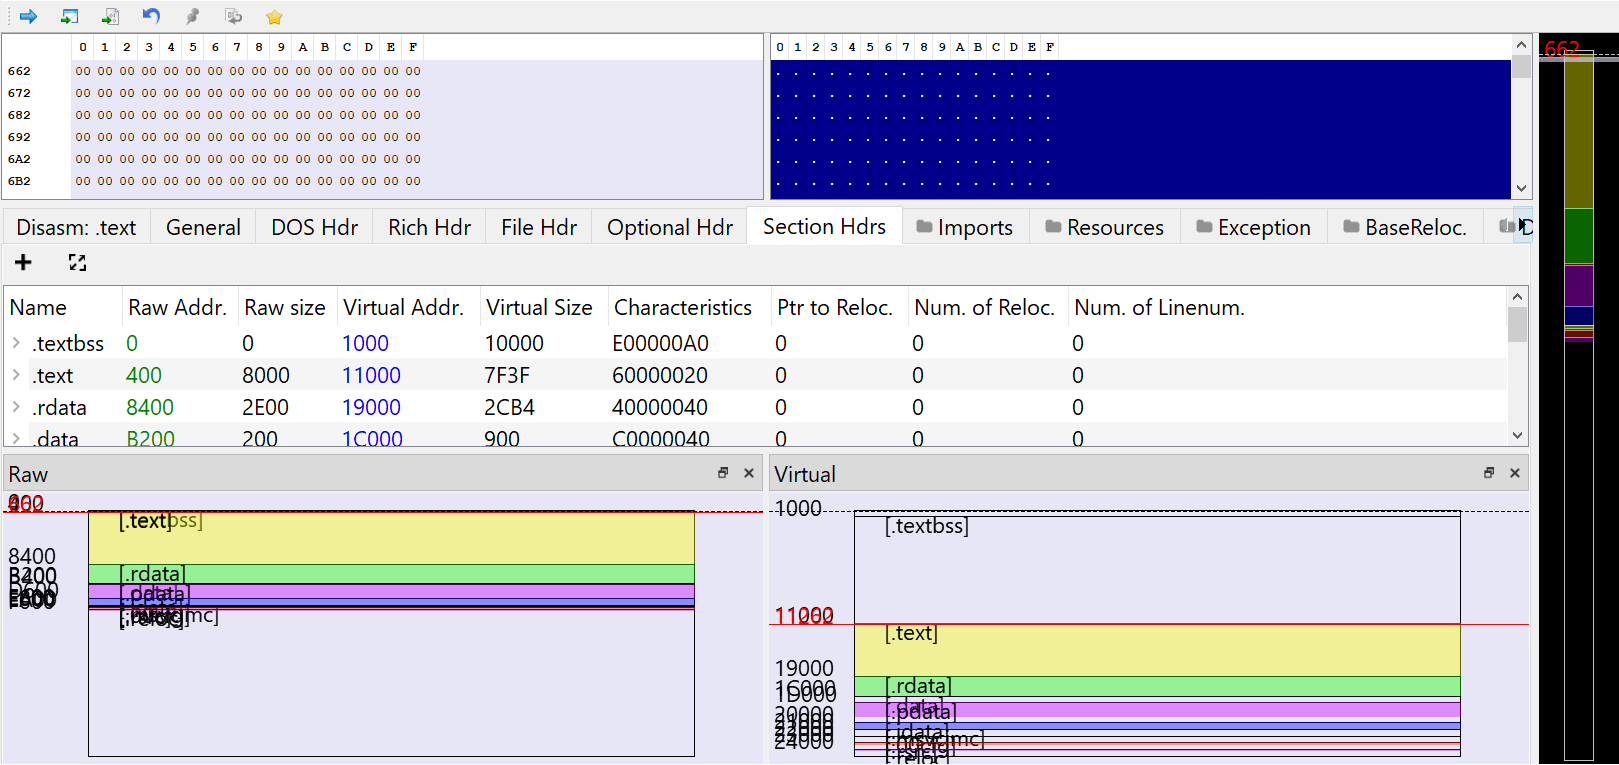 0 1 2 3 4 5 6 7 8 9 A B C D E F
662 00 00 00 00 00 00 00 00 00 00 00 00 00 00 00 00
672 00 00 00 00 00 00 00 00 00 00 00 00 00 00 00 00
682 00 00 00 00 00 00 00 00 00 00 00 00 00 00 00 00
692 00 00 00 00 00 00 00 00 00 00 00 00 00 00 00 00
6A2 00 00 00 00 00 00 00 00 00 00 00 00 00 00 00 00
6B2 00 00 00 00 00 00 00 00 00 00 00 00 00 00 00 00
0 1 2 3 4 5 6 7 8 9 A B C D E F
. . . . . . . . . . . . . . . .
. . . . . . . . . . . . . . . .
. . . . . . . . . . . . . . . .
. . . . . . . . . . . . . . . .
. . . . . . . . . . . . . . . .
. . . . . . . . . . . . . . . .
662
Disasm: .text General DOS Hdr Rich Hdr File Hdr Optional Hdr Section Hdrs Imports Resources Exception BaseReloc. D
Name Raw Addr. Raw size Virtual Addr. Virtual Size Characteristics Ptr to Reloc. Num. of Reloc. Num. of Linenum.
.textbss 0 0 1000 10000 E00000A0 0 0 0
.text 400 8000 11000 7F3F 60000020 0 0 0
.rdata 8400 2E00 19000 2CB4 40000040 0 0 0
.data B200 200 1C000 900 C0000040 0 0 0
Raw
[.text]
8400
[.rdata]
B200
[.pdata]
Virtual
1000
[.textbss]
11262
[.text]
19000
[.rdata]
1C000
1D000
[.data]
[.pdata]
20000
[.idata]
24000
[.reloc]